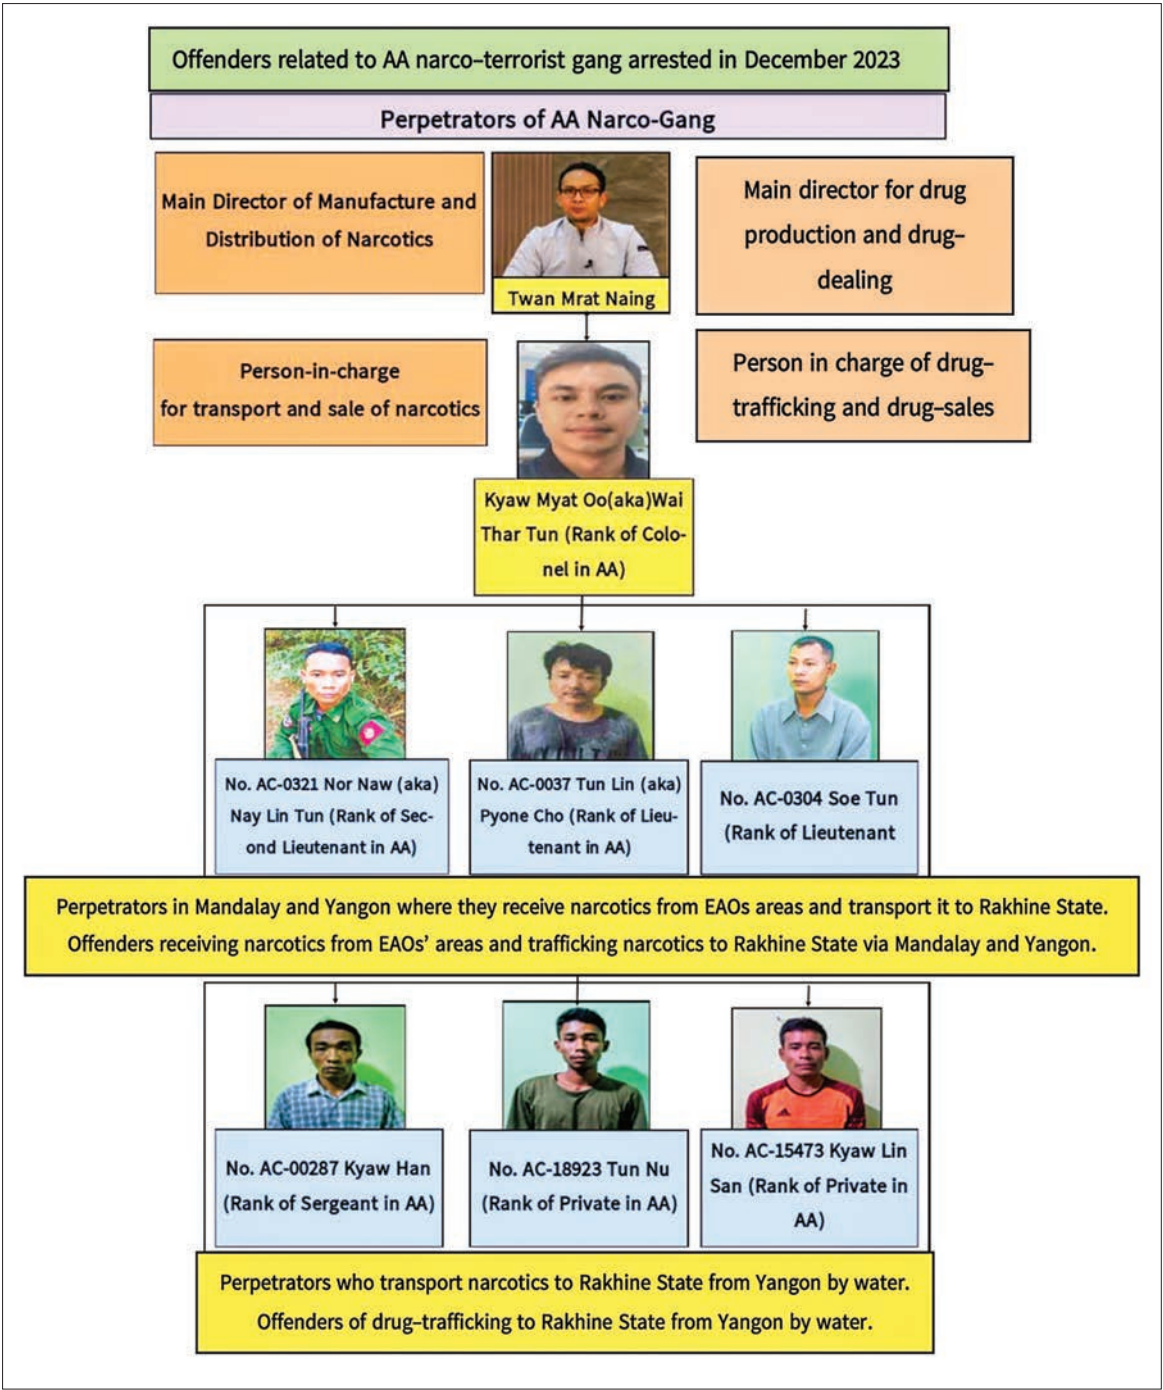 Offenders related to AA narco–terrorist gang arrested in December 2023
Perpetrators of AA Narco-Gang
Main Director of Manufacture and
Distribution of Narcotics
Twan Mrat Naing
Main director for drug
production and drug–
dealing
Person-in-charge
for transport and sale of narcotics
Person in charge of drug–
trafficking and drug–sales
Kyaw Myat Oo(aka)Wai
Thar Tun (Rank of Colo-
nel in AA)
No. AC-0321 Nor Naw (aka)
Nay Lin Tun (Rank of Sec-
ond Lieutenant in AA)
No. AC-0037 Tun Lin (aka)
Pyone Cho (Rank of Lieu-
tenant in AA)
No. AC-0304 Soe Tun
(Rank of Lieutenant
Perpetrators in Mandalay and Yangon where they receive narcotics from EAOs areas and transport it to Rakhine State.
Offenders receiving narcotics from EAOs’ areas and trafficking narcotics to Rakhine State via Mandalay and Yangon.
No. AC-00287 Kyaw Han
(Rank of Sergeant in AA)
No. AC-18923 Tun Nu
(Rank of Private in AA)
No. AC-15473 Kyaw Lin
San (Rank of Private in
AA)
Perpetrators who transport narcotics to Rakhine State from Yangon by water.
Offenders of drug–trafficking to Rakhine State from Yangon by water.